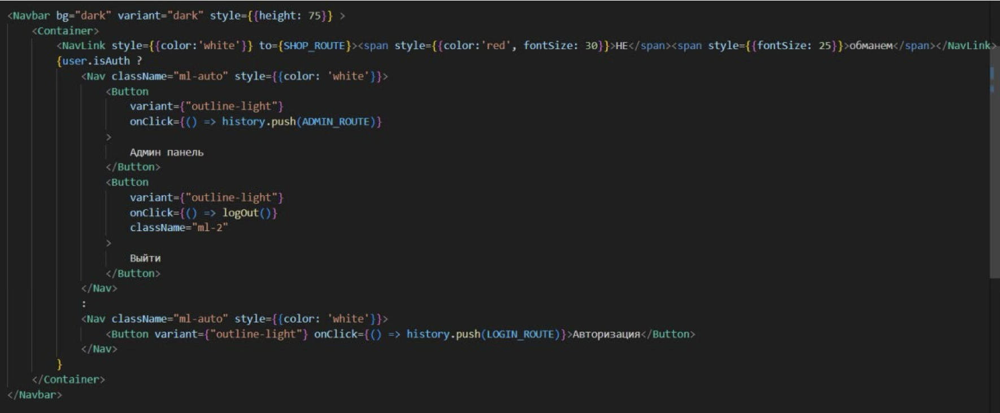 <Navbar bg="dark" variant="dark" style={{height: 75}} >
<Container>
<NavLink style={{color:'white'}} to={SHOP_ROUTE}><span style={{color:'red', fontSize: 30}}>НЕ</span><span style={{fontSize: 25}}>обманем</span></NavLink>
{user.isAuth ?
<Nav className="ml-auto" style={{color: 'white'}}>
<Button
variant={"outline-light"}
onClick={() => history.push(ADMIN_ROUTE)}
>
Админ панель
</Button>
<Button
variant={"outline-light"}
onClick={() => logOut()}
className="ml-2"
>
Выйти
</Button>
</Nav>
:
<Nav className="ml-auto" style={{color: 'white'}}>
<Button variant={"outline-light"} onClick={() => history.push(LOGIN_ROUTE)}>Авторизация</Button>
</Nav>
}
</Container>
</Navbar>